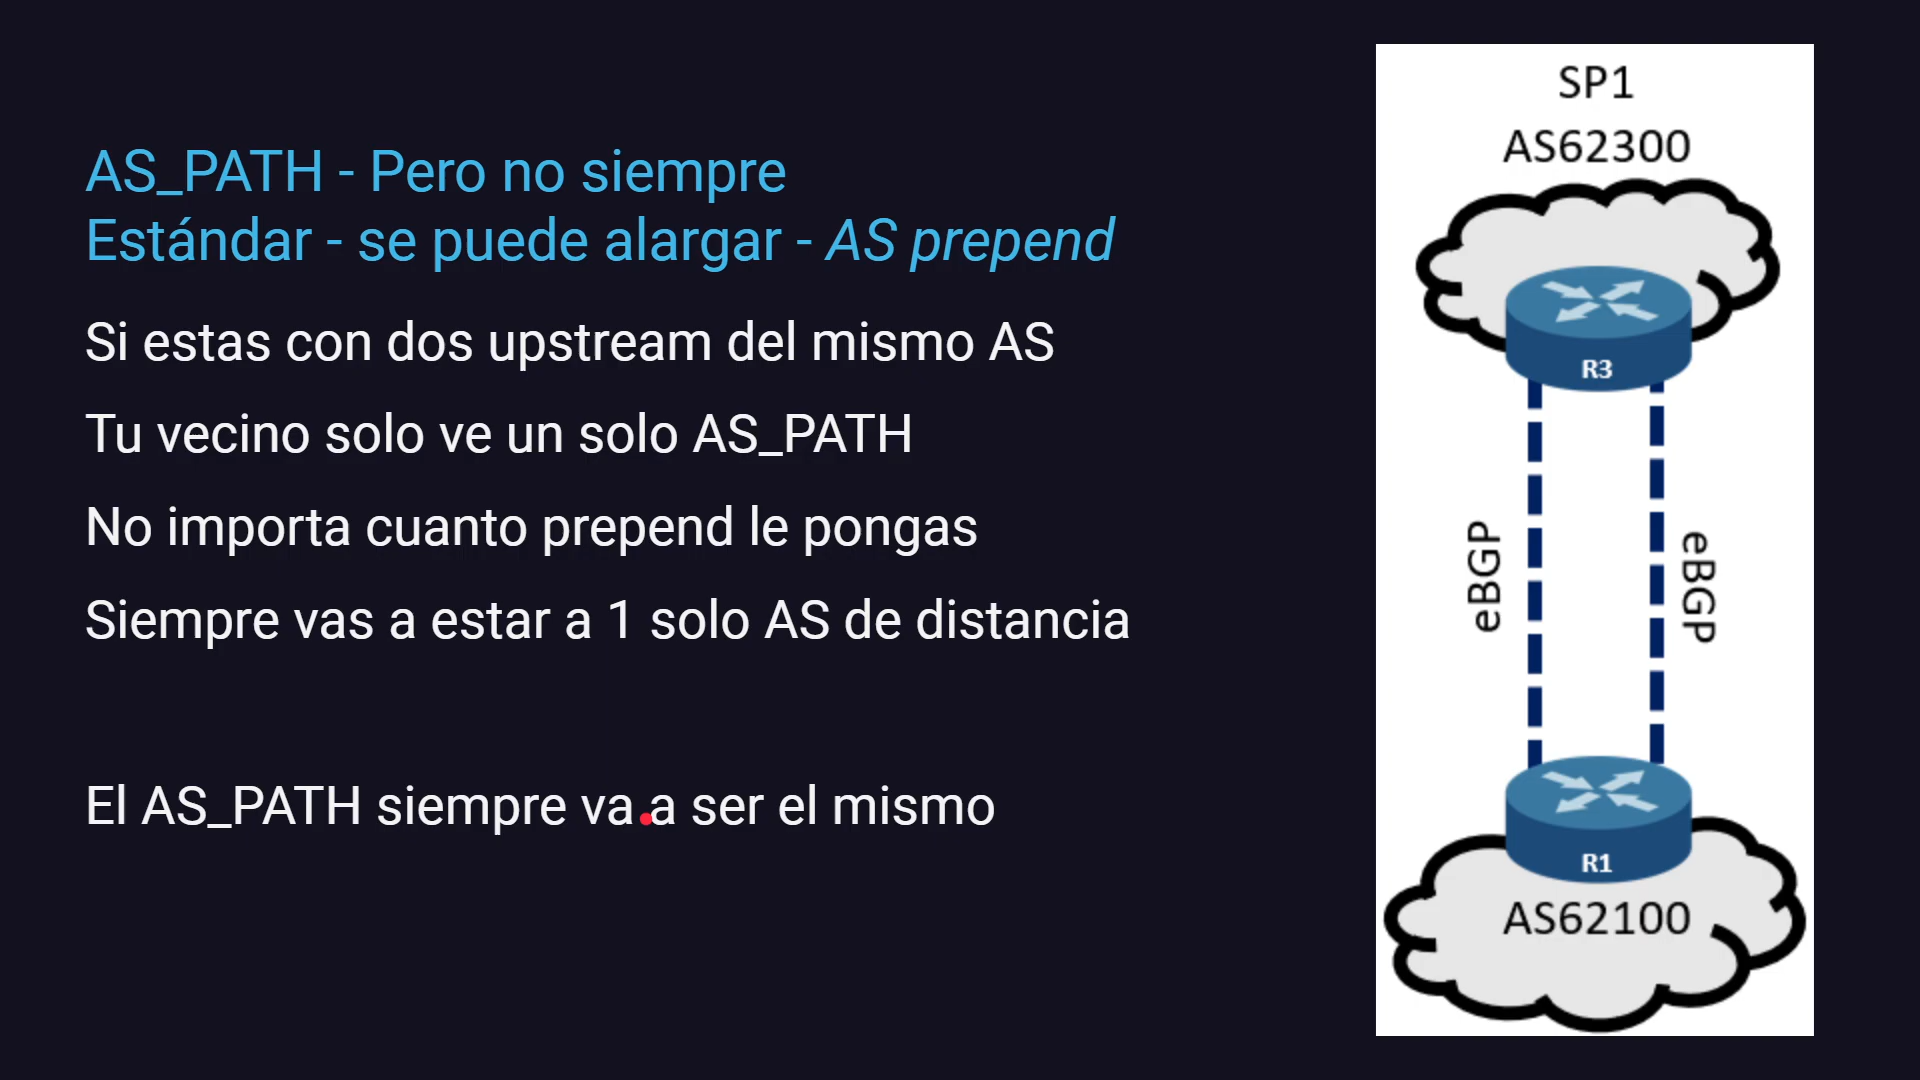 AS_PATH - Pero no siempre
Estándar - se puede alargar - AS prepend
Si estas con dos upstream del mismo AS
Tu vecino solo ve un solo AS_PATH
No importa cuanto prepend le pongas
Siempre vas a estar a 1 solo AS de distancia
El AS_PATH siempre va a ser el mismo
SP1
AS62300
R3
eBGP
eBGP
R1
AS62100